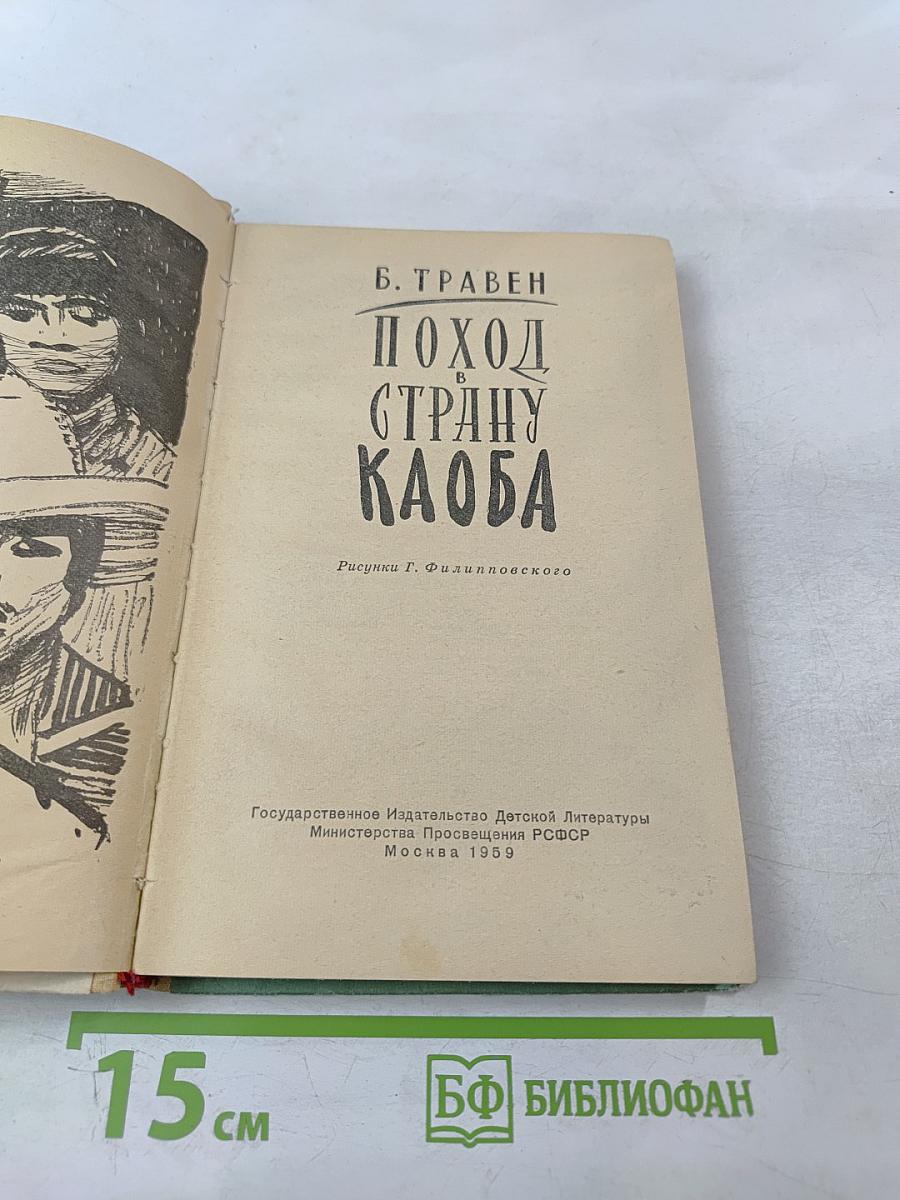 Б. ТРАВЕН
ПОХОД
В
СТРАНУ
КАОБА
Рисунки Г. Филипповского
Государственное Издательство Детской Литературы
Министерства Просвещения РСФСР
Москва 1959
15 см
БФ БИБЛИОФАН